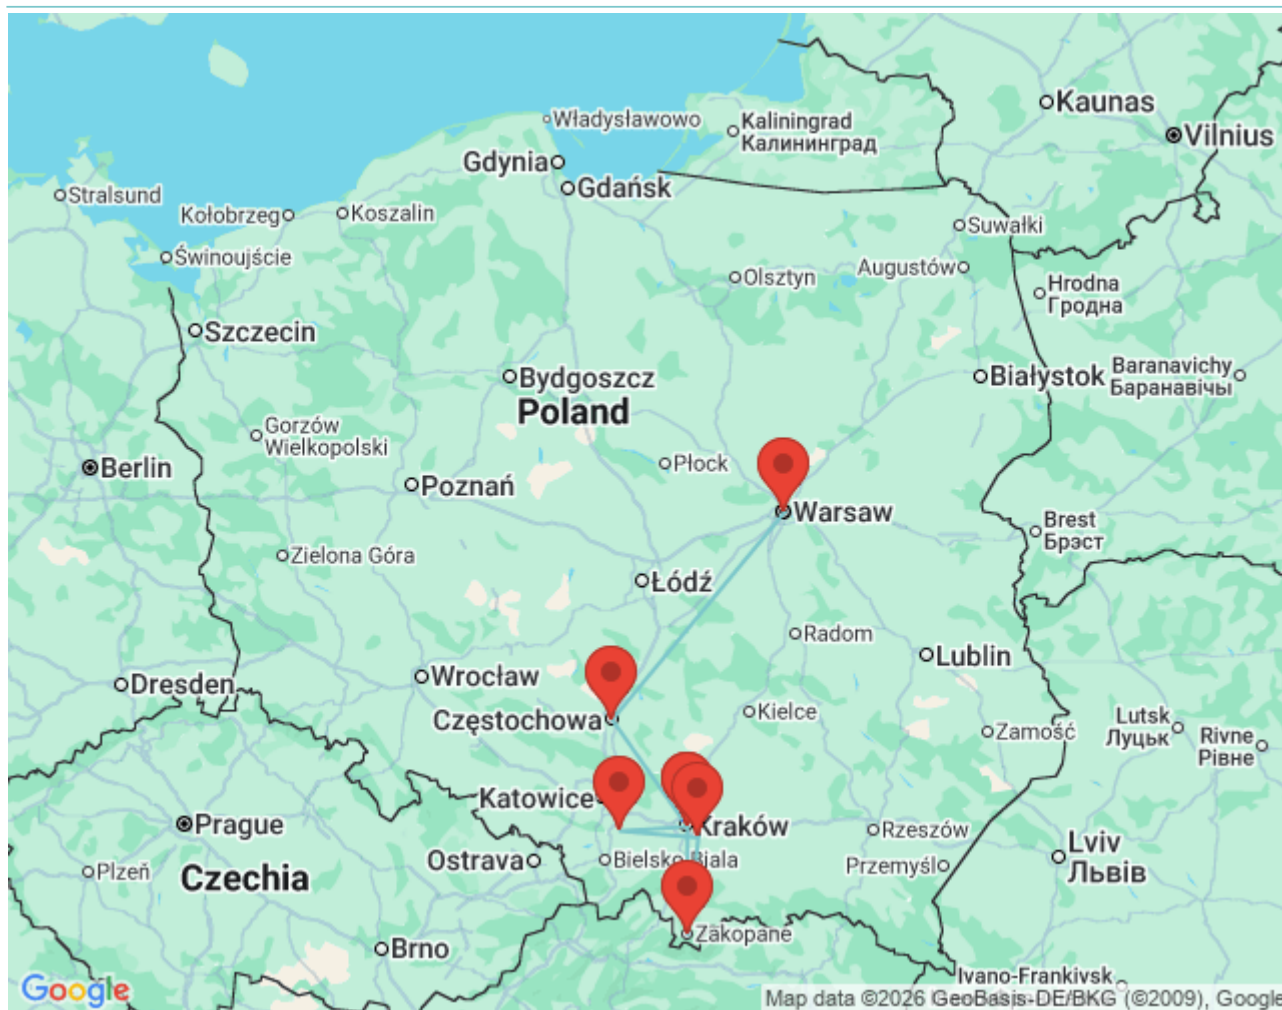 Kaunas
Vilnius
Władysławowo
Kaliningrad
Калининград
Gdynia
Gdańsk
Stralsund
Kołobrzeg
Koszalin
Suwałki
Świnoujście
Olsztyn
Augustów
Hrodna
Гродна
Szczecin
Bydgoszcz
Białystok
Baranavichy
Баранавічы
Poland
Gorzów
Wielkopolski
Berlin
Płock
Poznań
Warsaw
Brest
Брэст
Zielona Góra
Łódź
Radom
Lublin
Wrocław
Dresden
Częstochowa
Kielce
Zamość
Lutsk
Луцьк
Rivne
Рівне
Katowice
Kraków
Prague
Rzeszów
Lviv
Львів
Plzeň
Czechia
Ostrava
Bielsko-Biala
Przemyśl
Zakopane
Brno
Ivano-Frankivsk
Google
Map data ©2026 GeoBasis-DE/BKG (©2009), Google